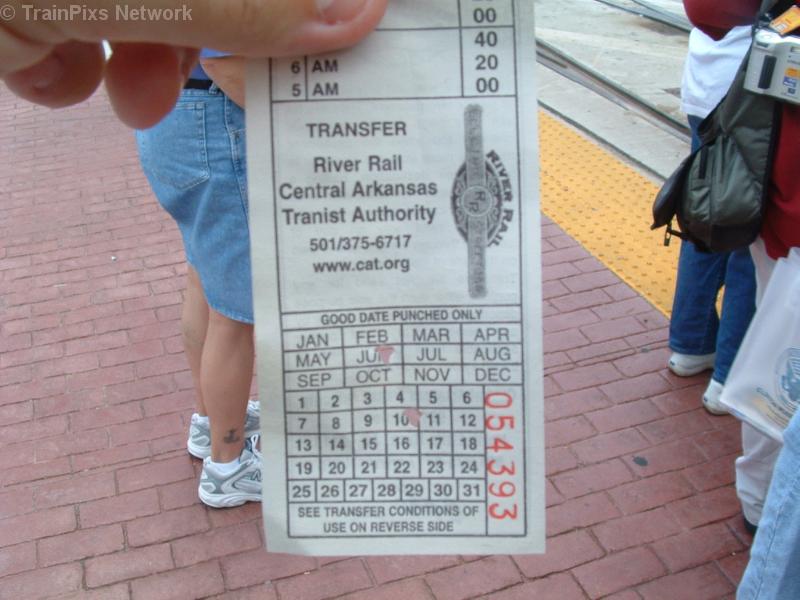 © TrainPixs Network
00
40
6 AM 20
5 AM 00
TRANSFER
River Rail
Central Arkansas
Tranist Authority
501/375-6717
www.cat.org
RIVER RAIL
RR
GOOD DATE PUNCHED ONLY
JAN FEB MAR APR
MAY JUN JUL AUG
SEP OCT NOV DEC
1 2 3 4 5 6
7 8 9 10 11 12
13 14 15 16 17 18
19 20 21 22 23 24
25 26 27 28 29 30 31
054393
SEE TRANSFER CONDITIONS OF
USE ON REVERSE SIDE